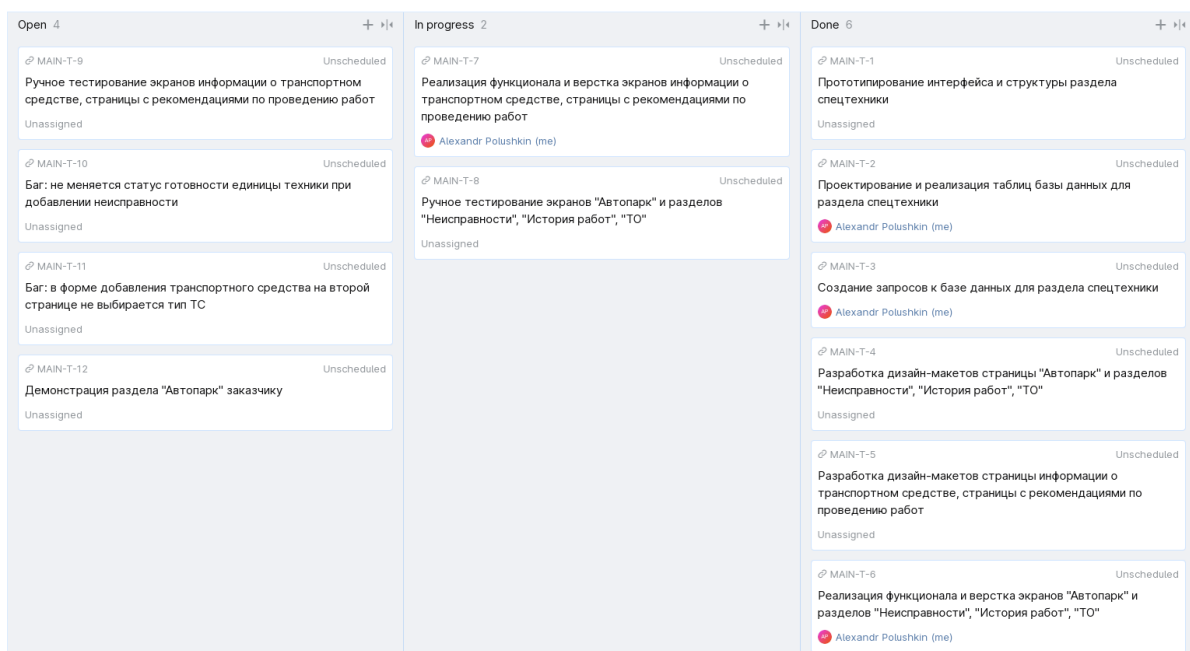 Open 4
MAIN-T-9 Unscheduled
Ручное тестирование экранов информации о транспортном
средстве, страницы с рекомендациями по проведению работ
Unassigned
MAIN-T-10 Unscheduled
Баг: не меняется статус готовности единицы техники при
добавлении неисправности
Unassigned
MAIN-T-11 Unscheduled
Баг: в форме добавления транспортного средства на второй
странице не выбирается тип ТС
Unassigned
MAIN-T-12 Unscheduled
Демонстрация раздела "Автопарк" заказчику
Unassigned
In progress 2
MAIN-T-7 Unscheduled
Реализация функционала и верстка экранов информации о
транспортном средстве, страницы с рекомендациями по
проведению работ
AP Alexandr Polushkin (me)
MAIN-T-8 Unscheduled
Ручное тестирование экранов "Автопарк" и разделов
"Неисправности", "История работ", "ТО"
Unassigned
Done 6
MAIN-T-1 Unscheduled
Прототипирование интерфейса и структуры раздела
спецтехники
Unassigned
MAIN-T-2 Unscheduled
Проектирование и реализация таблиц базы данных для
раздела спецтехники
AP Alexandr Polushkin (me)
MAIN-T-3 Unscheduled
Создание запросов к базе данных для раздела спецтехники
AP Alexandr Polushkin (me)
MAIN-T-4 Unscheduled
Разработка дизайн-макетов страницы "Автопарк" и разделов
"Неисправности", "История работ", "ТО"
Unassigned
MAIN-T-5 Unscheduled
Разработка дизайн-макетов страницы информации о
транспортном средстве, страницы с рекомендациями по
проведению работ
Unassigned
MAIN-T-6 Unscheduled
Реализация функционала и верстка экранов "Автопарк" и
разделов "Неисправности", "История работ", "ТО"
AP Alexandr Polushkin (me)